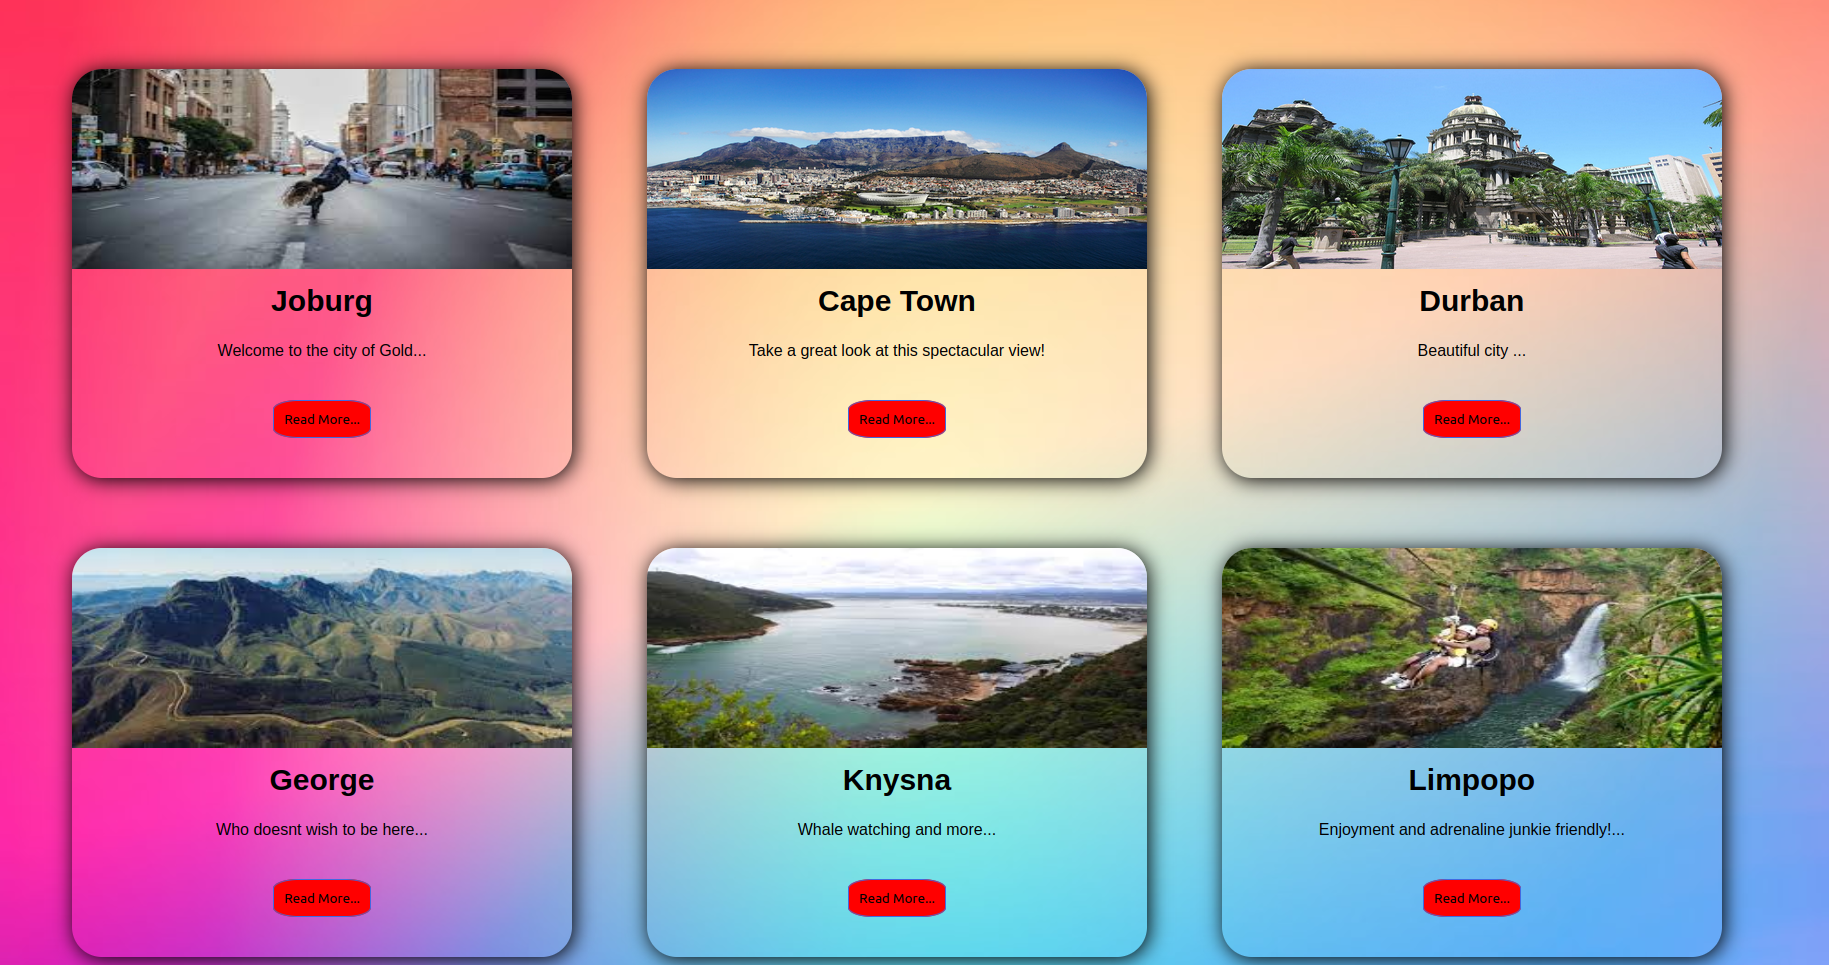 Joburg
Cape Town
Durban
Welcome to the city of Gold...
Take a great look at this spectacular view!
Beautiful city ...
Read More...
Read More...
Read More...
George
Knysna
Limpopo
Who doesnt wish to be here...
Whale watching and more...
Enjoyment and adrenaline junkie friendly!...
Read More...
Read More...
Read More...